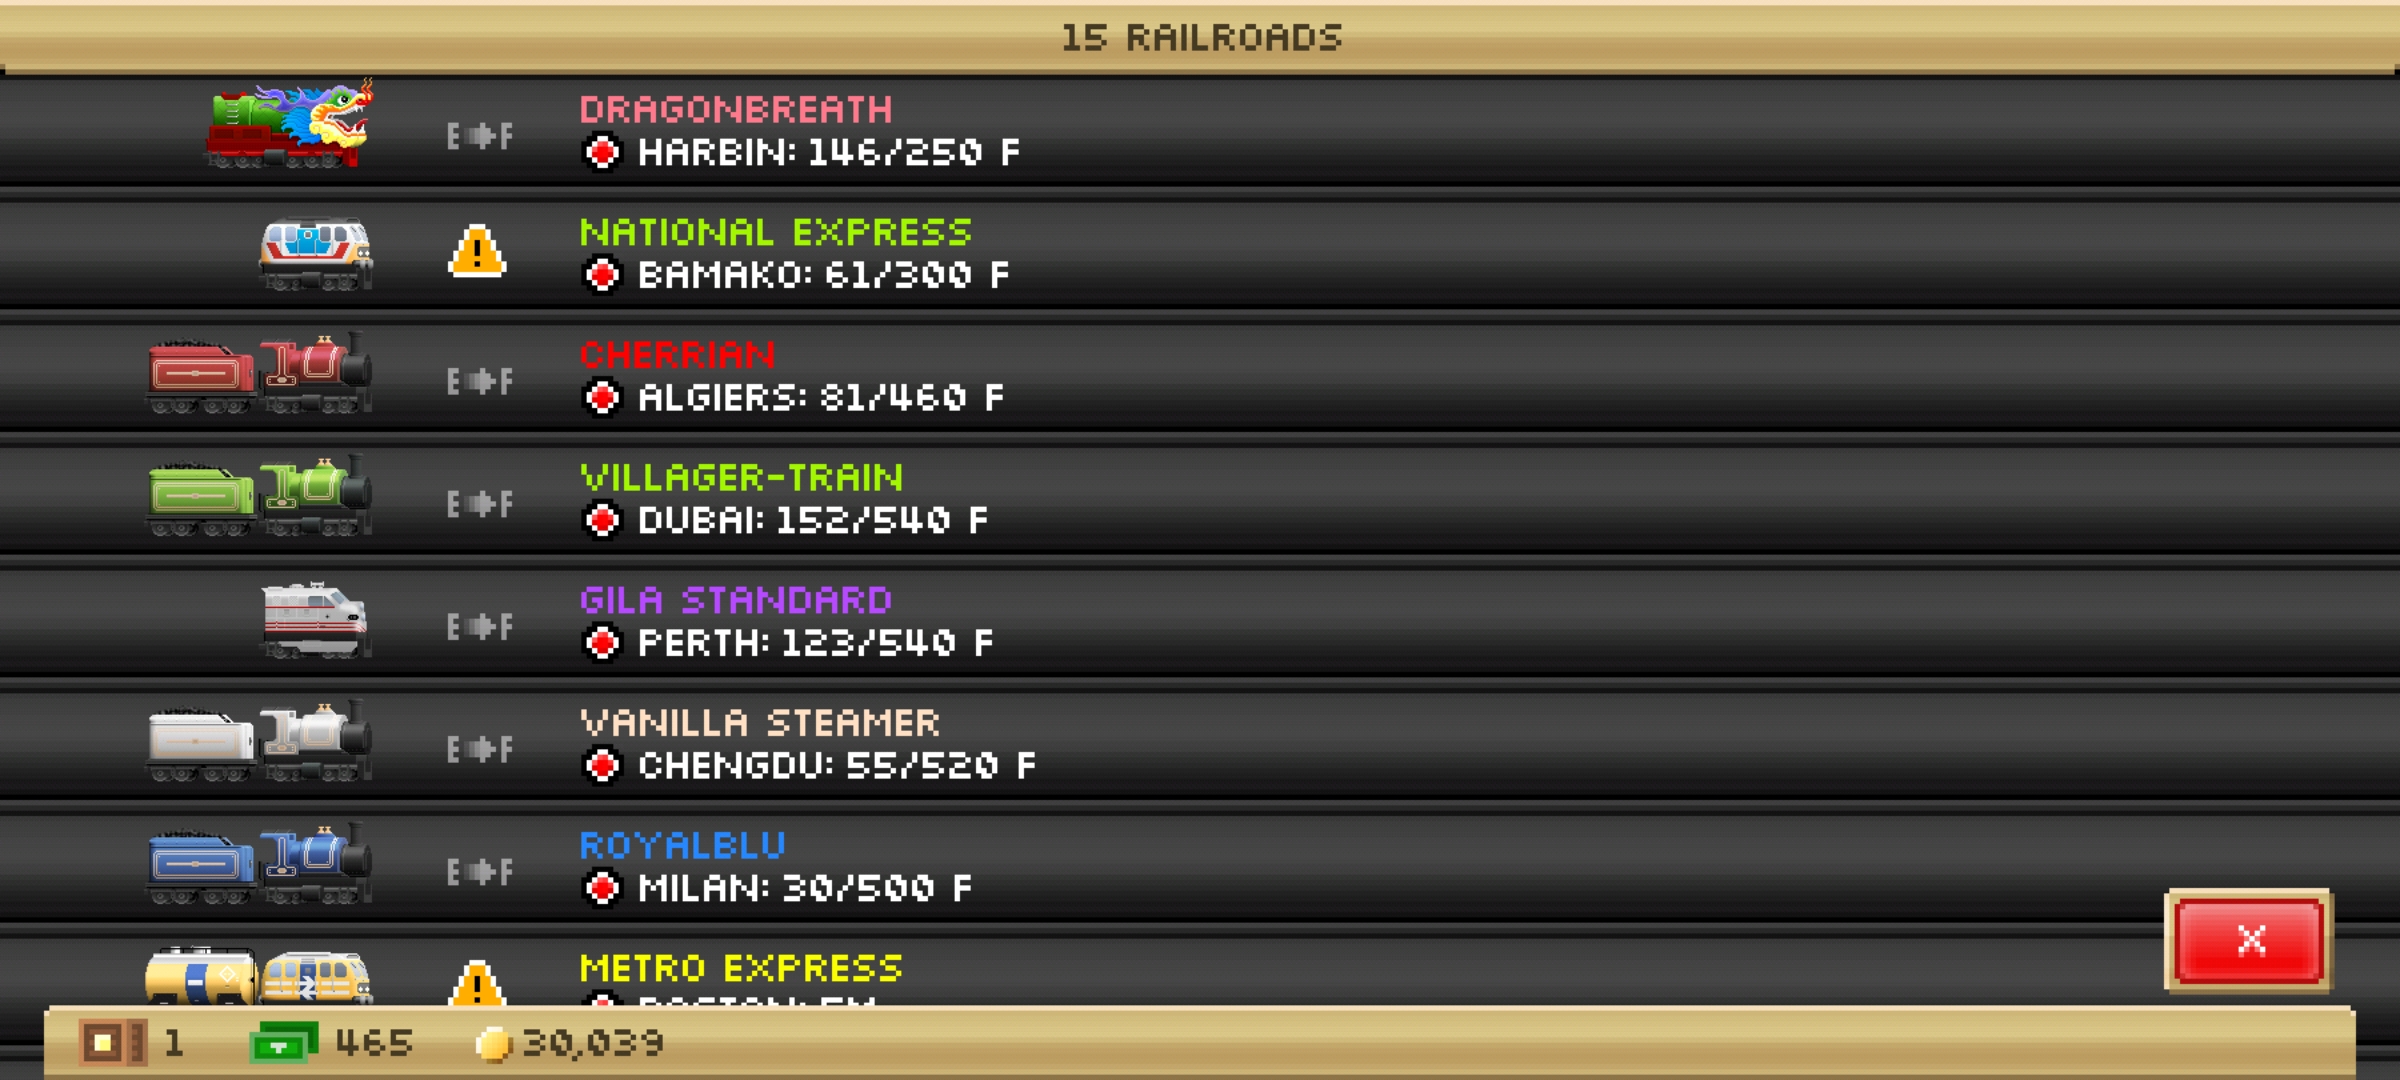 15 RAILROADS
DRAGONBREATH
E F
HARBIN: 146/250 F
NATIONAL EXPRESS
!
BAMAKO: 61/300 F
CHERRIAN
E F
ALGIERS: 81/460 F
VILLAGER-TRAIN
E F
DUBAI: 152/540 F
GILA STANDARD
E F
PERTH: 123/540 F
VANILLA STEAMER
E F
CHENGDU: 55/520 F
ROYALBLU
E F
MILAN: 30/500 F
METRO EXPRESS
!
X
1 465 30,039